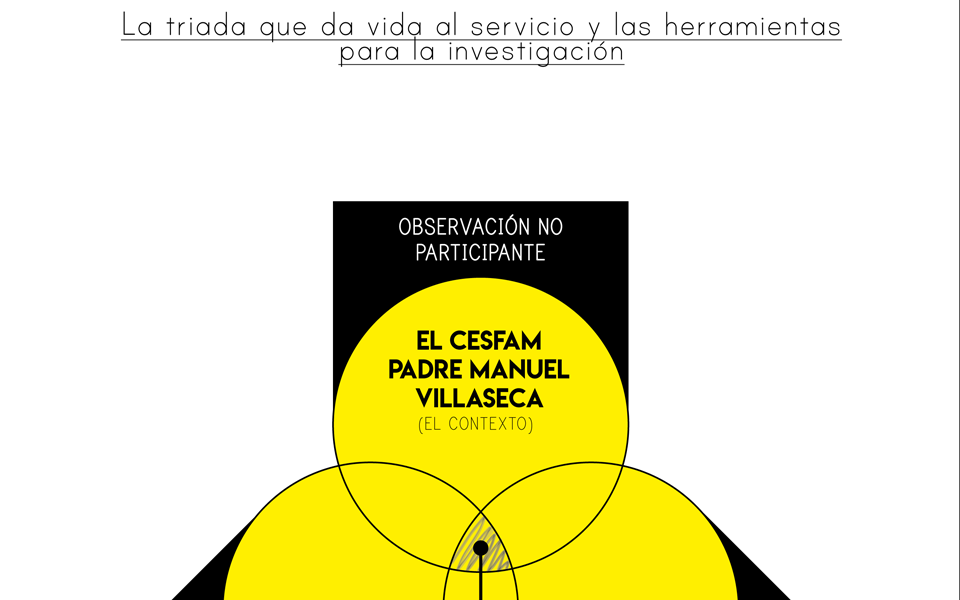 La triada que da vida al servicio y las herramientas
para la investigación
OBSERVACIÓN NO
PARTICIPANTE
EL CESFAM
PADRE MANUEL
VILLASECA
(EL CONTEXTO)